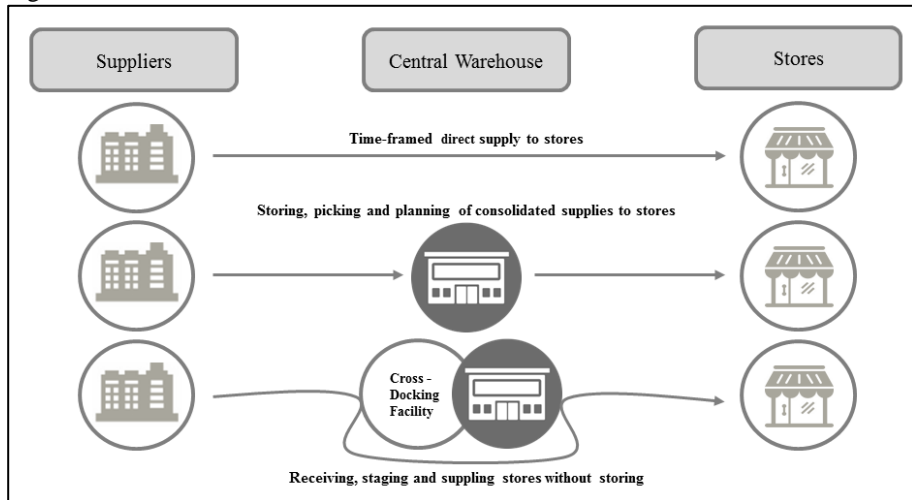 Suppliers
Central Warehouse
Stores
Time-framed direct supply to stores
Storing, picking and planning of consolidated supplies to stores
Cross -
Docking
Facility
Receiving, staging and suppling stores without storing